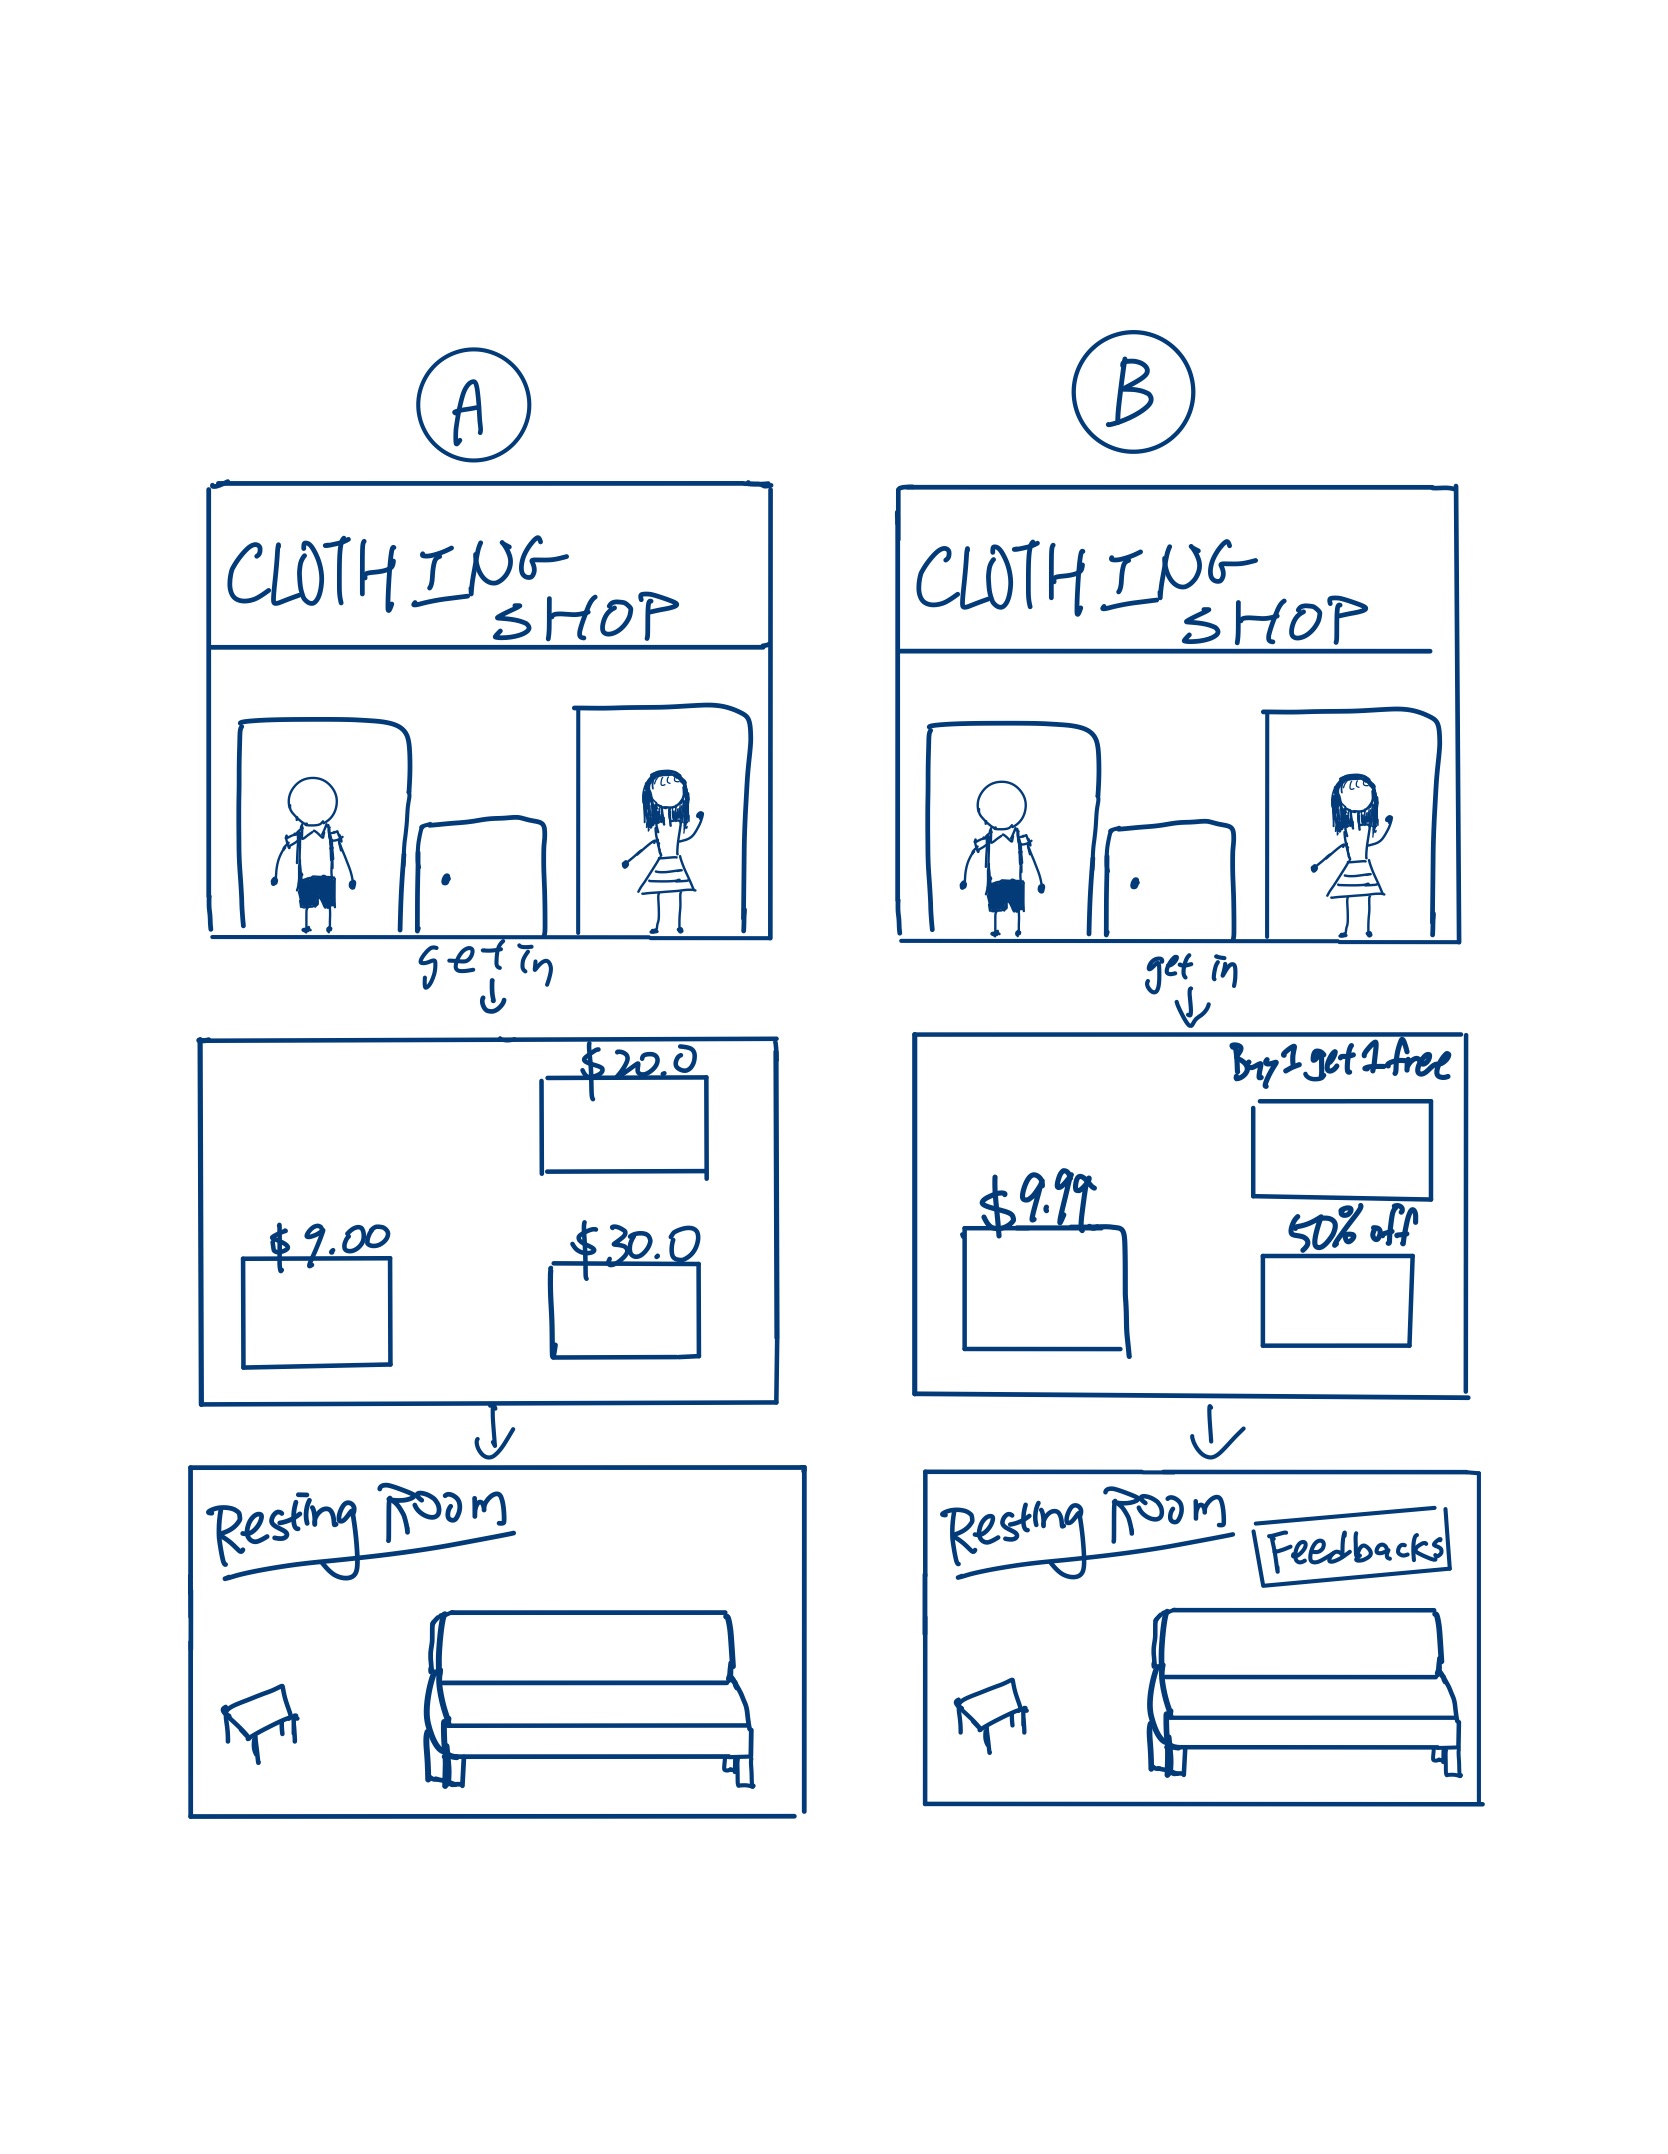 A
CLOTHING
SHOP
get in
$20.0
$9.00
$30.0
Resting Room
B
CLOTHING
SHOP
get in
Buy 1 get 1 free
$9.99
50% off
Resting Room
Feedbacks